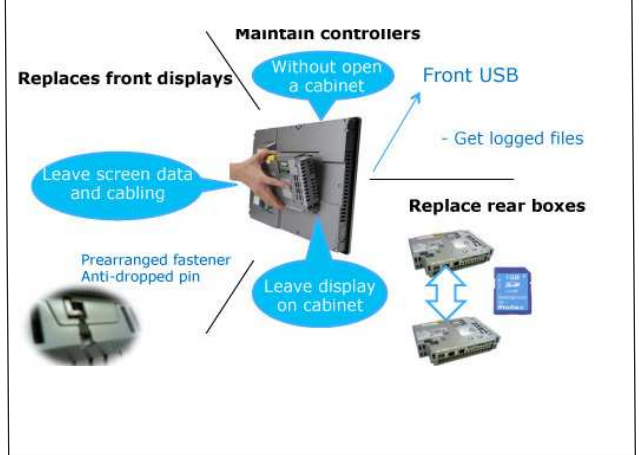 Maintain controllers
Replaces front displays
Without open
a cabinet
Front USB
- Get logged files
Leave screen data
and cabling
Replace rear boxes
Prearranged fastener
Anti-dropped pin
Leave display
on cabinet
1GB